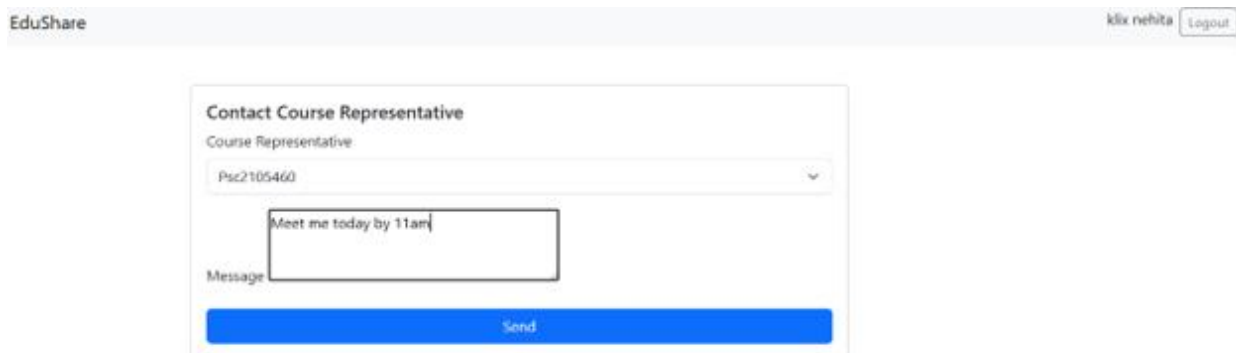 EduShare
klix nehita Logout
Contact Course Representative
Course Representative
Psc2105460
Meet me today by 11am
Message
Send